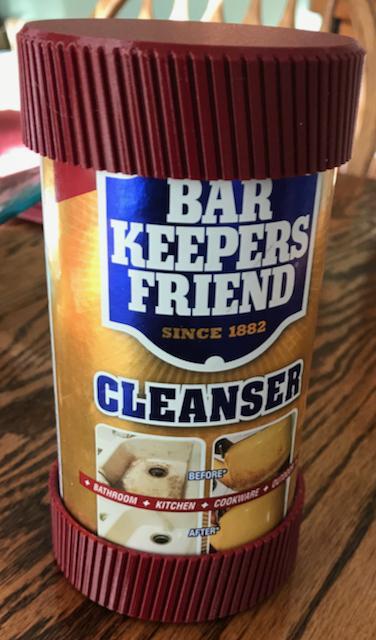 BAR
KEEPERS
FRIEND
SINCE 1882
CLEANSER
BEFORE*
+ BATHROOM + KITCHEN + COOKWARE +
AFTER*